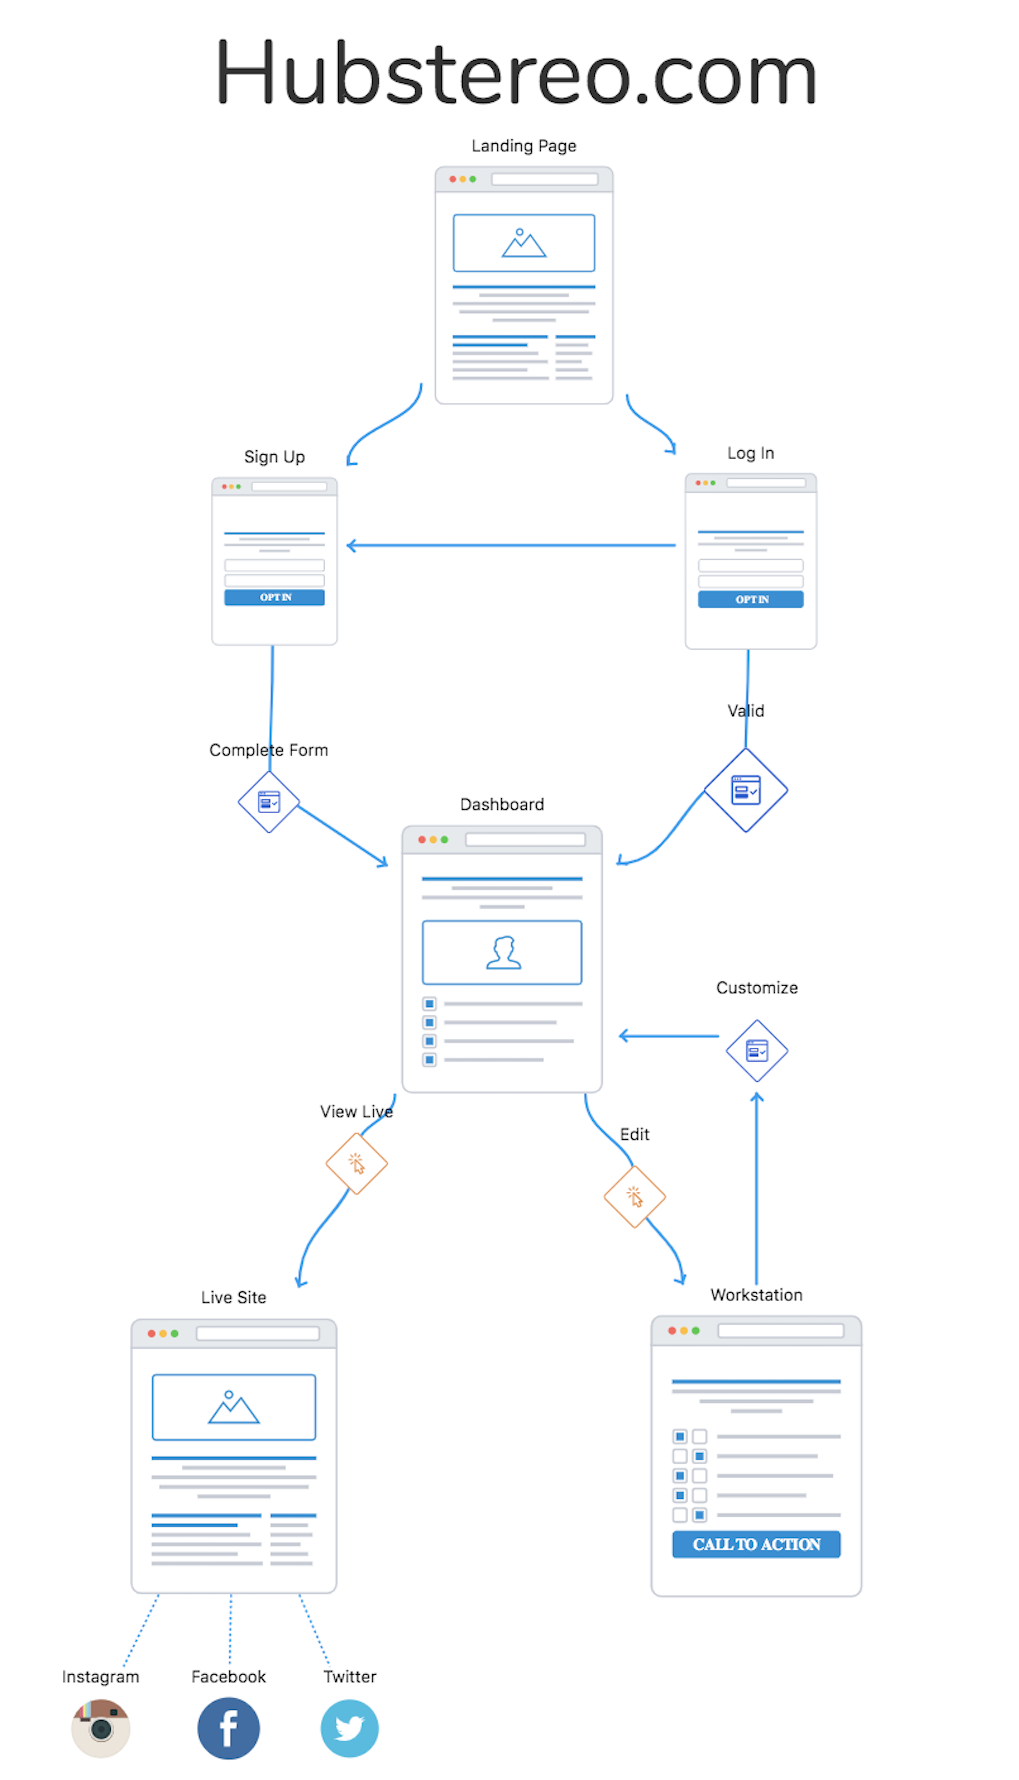 Hubstereo.com
Landing Page
Sign Up
Log In
OPT IN
OPT IN
Valid
Complete Form
Dashboard
Customize
View Live
Edit
Live Site
Workstation
CALL TO ACTION
Instagram
Facebook
Twitter